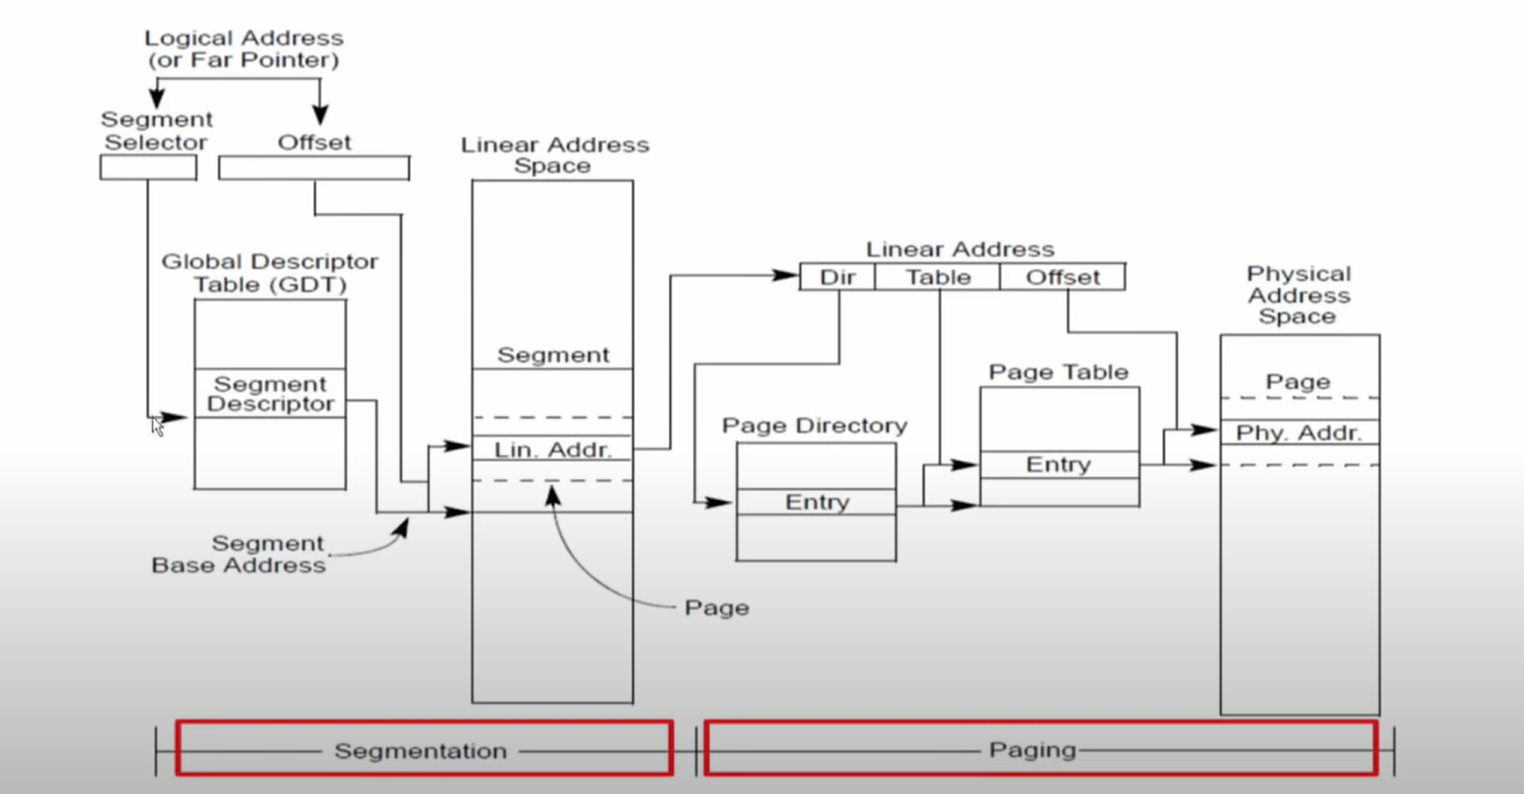 Logical Address
(or Far Pointer)
Segment
Selector
Offset
Linear Address
Space
Global Descriptor
Table (GDT)
Segment
Descriptor
Segment
Lin. Addr.
Segment
Base Address
Page
Linear Address
Dir
Table
Offset
Page Directory
Entry
Page Table
Entry
Physical
Address
Space
Page
Phy. Addr.
Segmentation
Paging